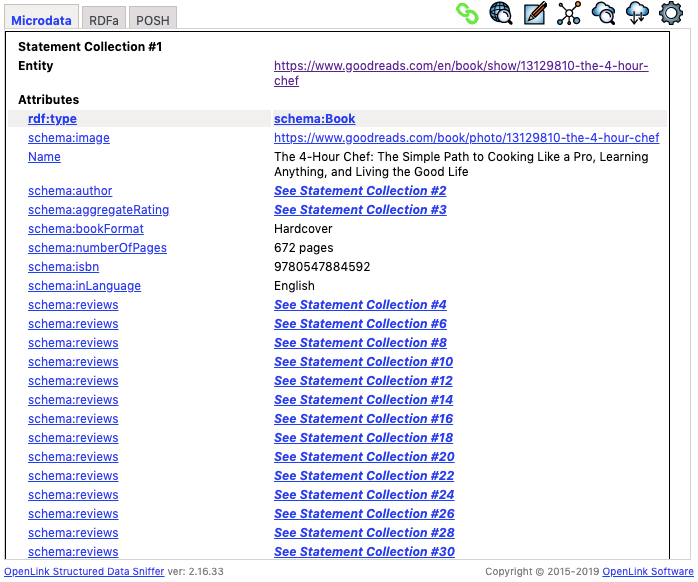 Microdata RDFa POSH
Statement Collection #1
Entity https://www.goodreads.com/en/book/show/13129810-the-4-hour-
chef
Attributes
rdf:type schema:Book
schema:image https://www.goodreads.com/book/photo/13129810-the-4-hour-chef
Name The 4-Hour Chef: The Simple Path to Cooking Like a Pro, Learning
Anything, and Living the Good Life
schema:author See Statement Collection #2
schema:aggregateRating See Statement Collection #3
schema:bookFormat Hardcover
schema:numberOfPages 672 pages
schema:isbn 9780547884592
schema:inLanguage English
schema:reviews See Statement Collection #4
schema:reviews See Statement Collection #6
schema:reviews See Statement Collection #8
schema:reviews See Statement Collection #10
schema:reviews See Statement Collection #12
schema:reviews See Statement Collection #14
schema:reviews See Statement Collection #16
schema:reviews See Statement Collection #18
schema:reviews See Statement Collection #20
schema:reviews See Statement Collection #22
schema:reviews See Statement Collection #24
schema:reviews See Statement Collection #26
schema:reviews See Statement Collection #28
schema:reviews See Statement Collection #30
OpenLink Structured Data Sniffer ver: 2.16.33 Copyright © 2015-2019 OpenLink Software